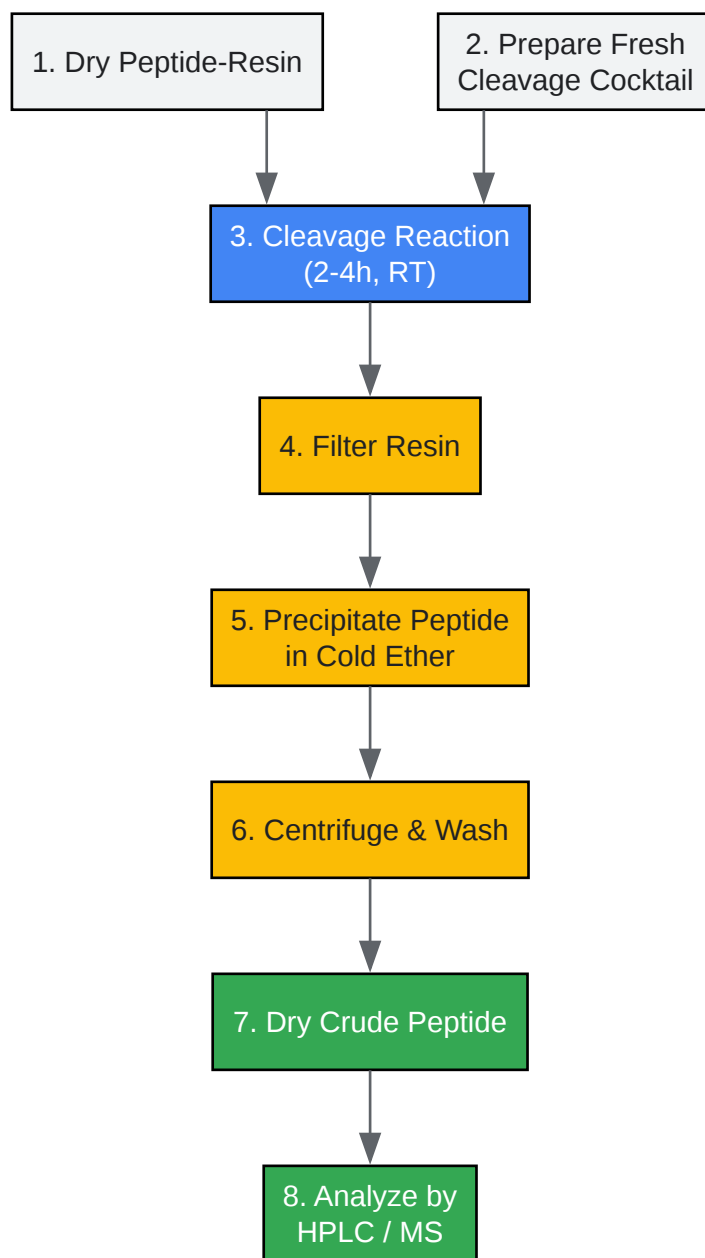 1. Dry Peptide-Resin
2. Prepare Fresh
Cleavage Cocktail
3. Cleavage Reaction
(2-4h, RT)
4. Filter Resin
5. Precipitate Peptide
in Cold Ether
6. Centrifuge & Wash
7. Dry Crude Peptide
8. Analyze by
HPLC / MS